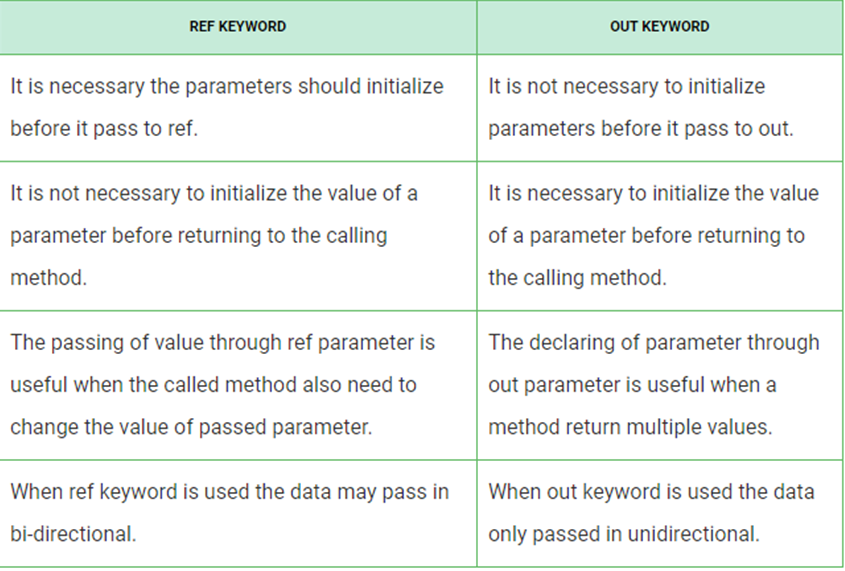 REF KEYWORD
OUT KEYWORD
It is necessary the parameters should initialize
before it pass to ref.
It is not necessary to initialize
parameters before it pass to out.
It is not necessary to initialize the value of a
parameter before returning to the calling
method.
It is necessary to initialize the value
of a parameter before returning to
the calling method.
The passing of value through ref parameter is
useful when the called method also need to
change the value of passed parameter.
The declaring of parameter through
out parameter is useful when a
method return multiple values.
When ref keyword is used the data may pass in
bi-directional.
When out keyword is used the data
only passed in unidirectional.